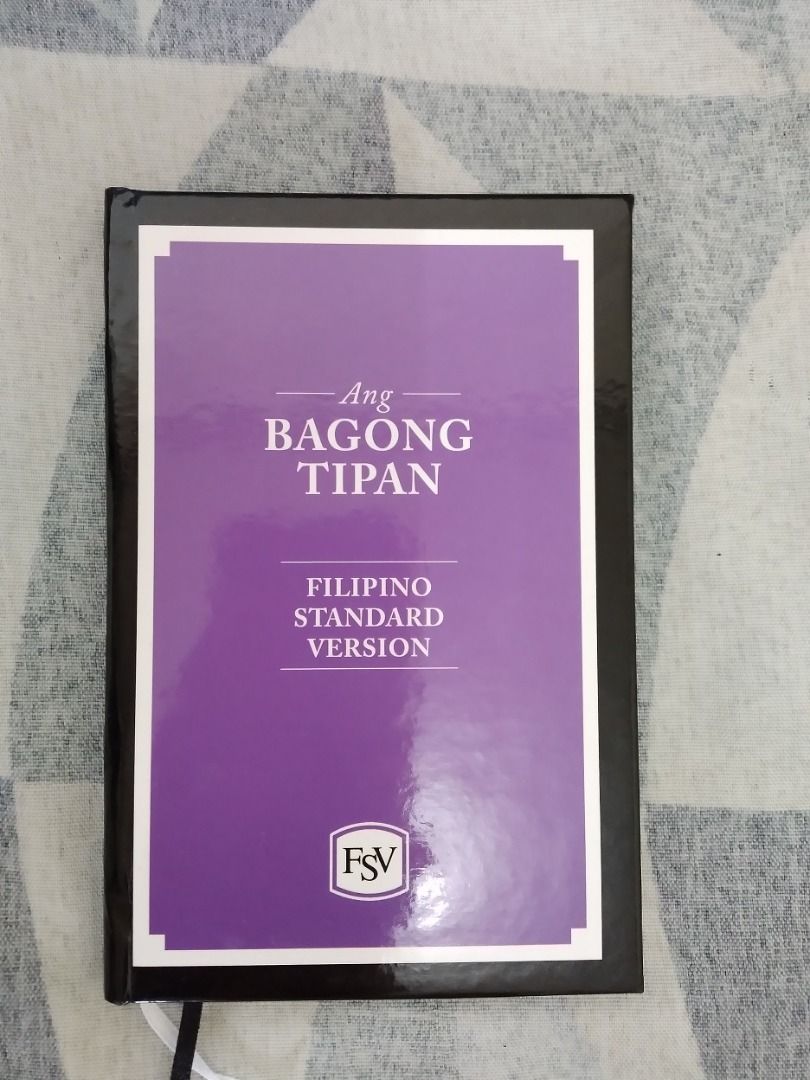 Ang
BAGONG
TIPAN
FILIPINO
STANDARD
VERSION
FSV